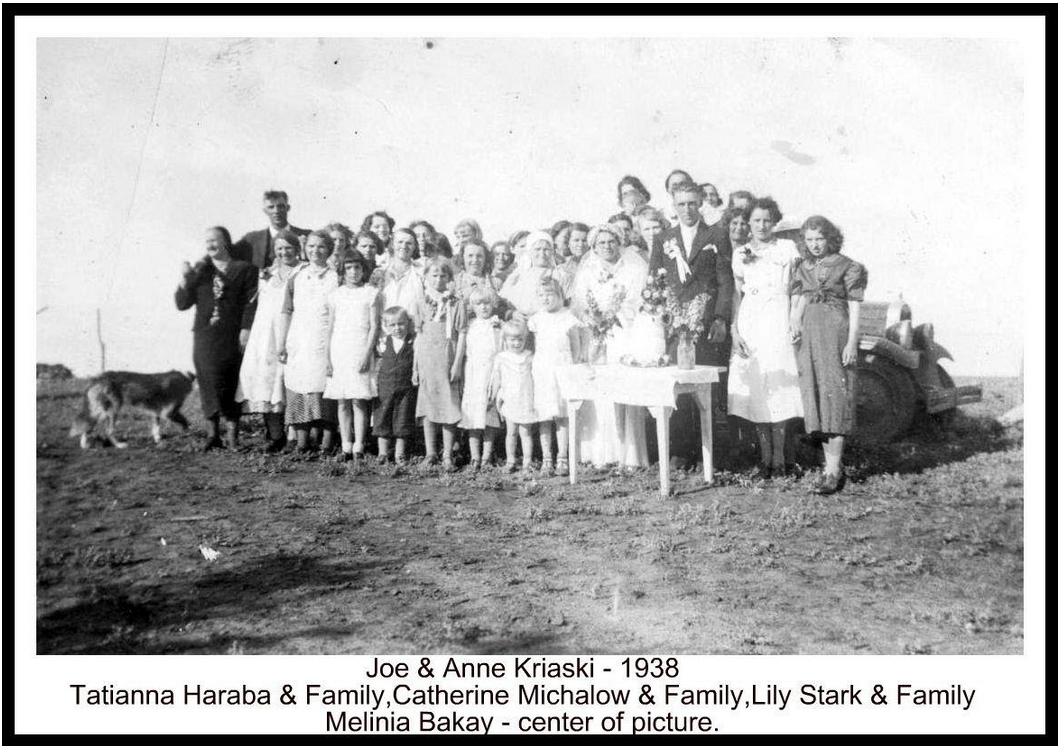 Joe & Anne Kriaski - 1938
Tatianna Haraba & Family,Catherine Michalow & Family,Lily Stark & Family
Melinia Bakay - center of picture.